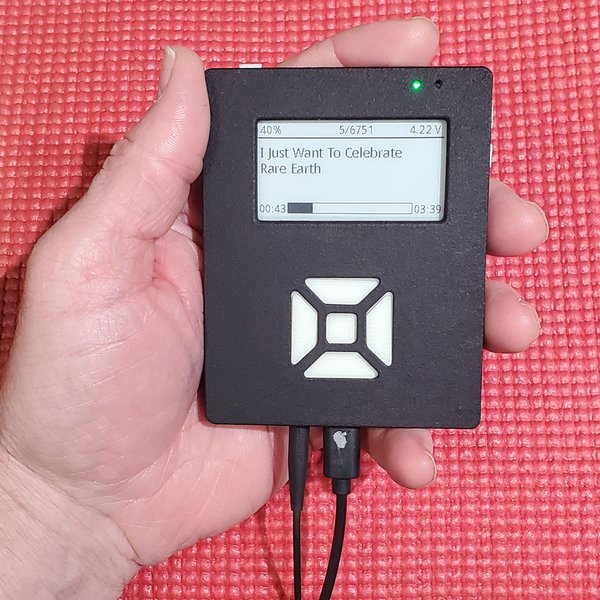 40% 5/6751 4.22 V
I Just Want To Celebrate
Rare Earth
00:43 03:39